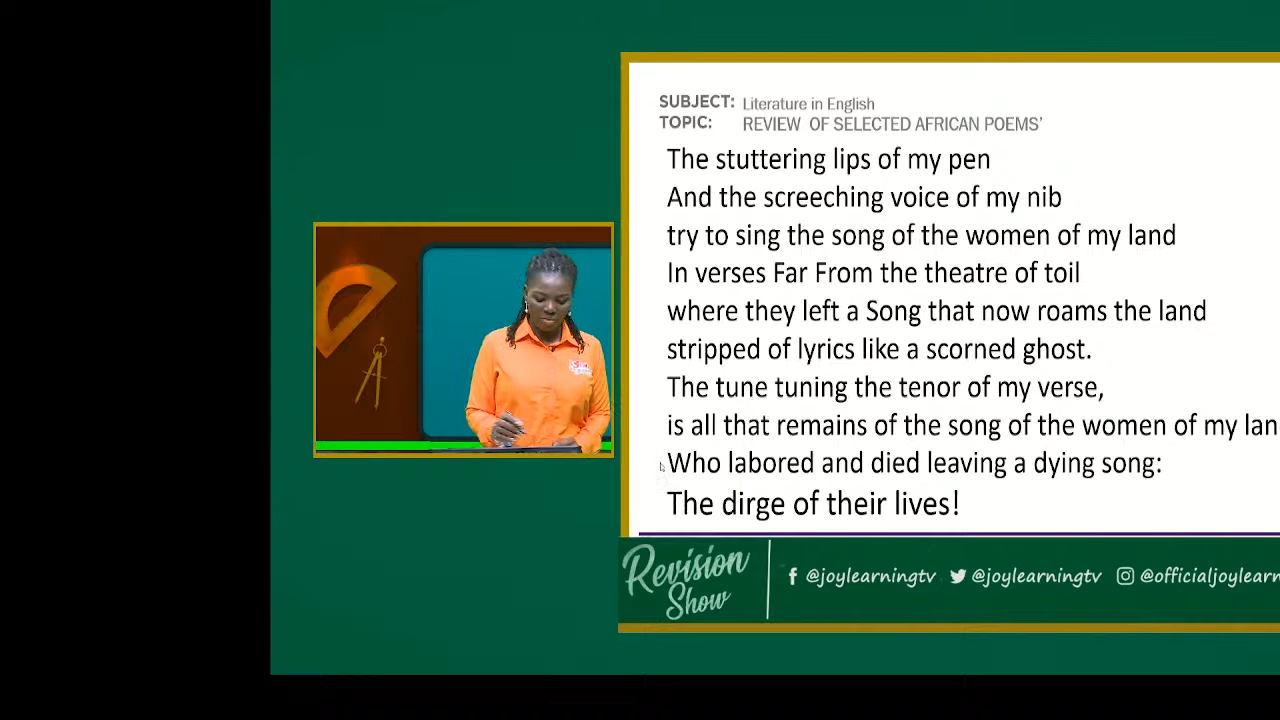 SUBJECT: Literature in English
TOPIC: REVIEW OF SELECTED AFRICAN POEMS'
The stuttering lips of my pen
And the screeching voice of my nib
try to sing the song of the women of my land
In verses Far From the theatre of toil
where they left a Song that now roams the land
stripped of lyrics like a scorned ghost.
The tune tuning the tenor of my verse,
is all that remains of the song of the women of my lan
Who labored and died leaving a dying song:
The dirge of their lives!
Revision Show
@joylearningtv @joylearningtv @officialjoylearn